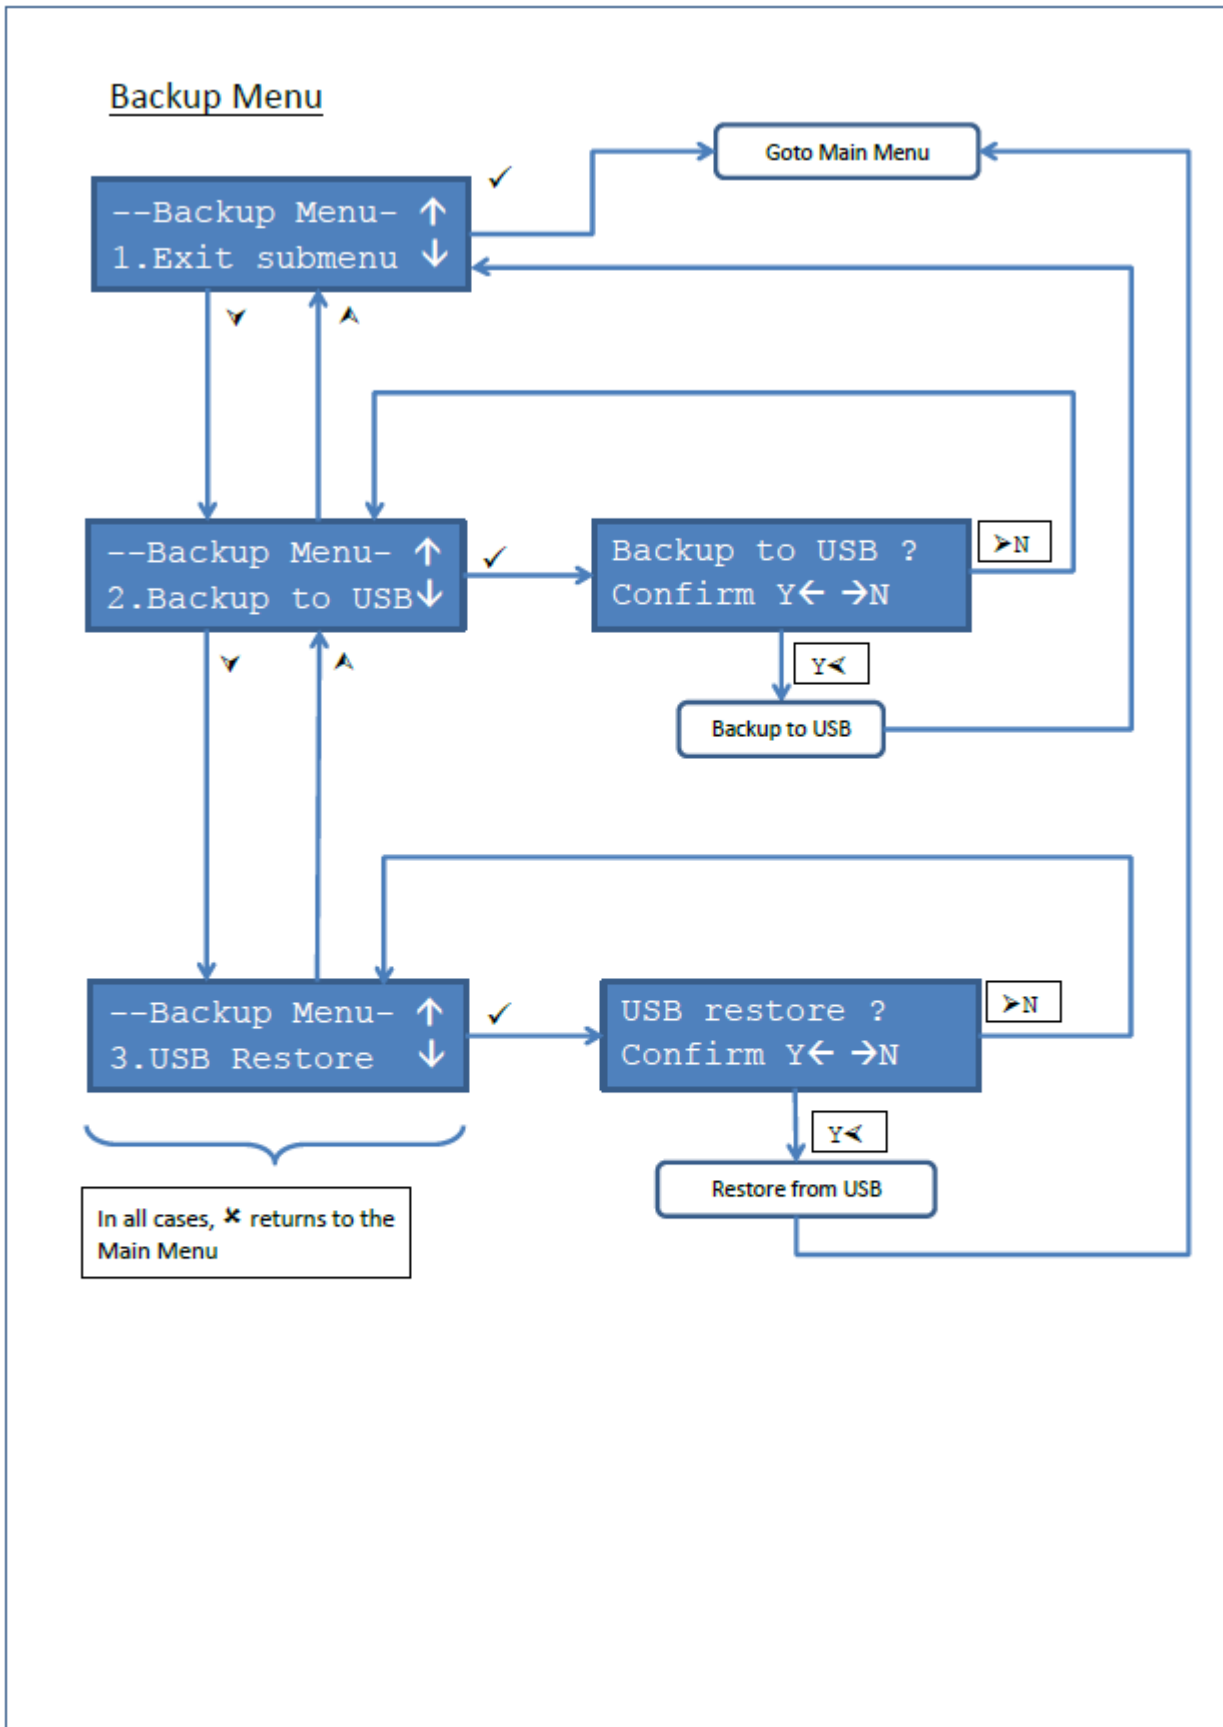 Backup Menu
Goto Main Menu
✓
--Backup Menu- ↑
1.Exit submenu ↓
⮟ ⮝
--Backup Menu- ↑
2.Backup to USB↓
✓
Backup to USB ?
Confirm Y← →N
➢N
Y⮘
Backup to USB
⮟ ⮝
--Backup Menu- ↑
3.USB Restore ↓
✓
USB restore ?
Confirm Y← →N
➢N
Y⮘
Restore from USB
In all cases, ✖ returns to the
Main Menu